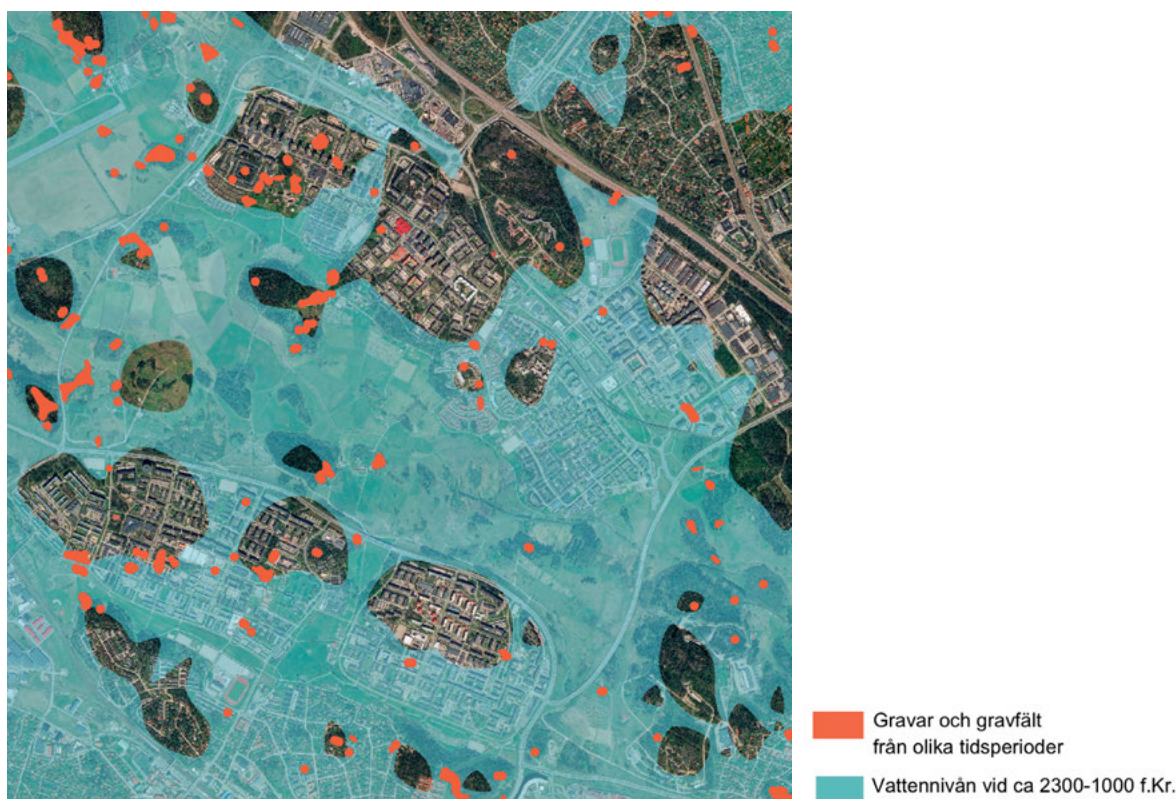 Gravar och gravfält
från olika tidsperioder
Vattennivån vid ca 2300-1000 f.Kr.